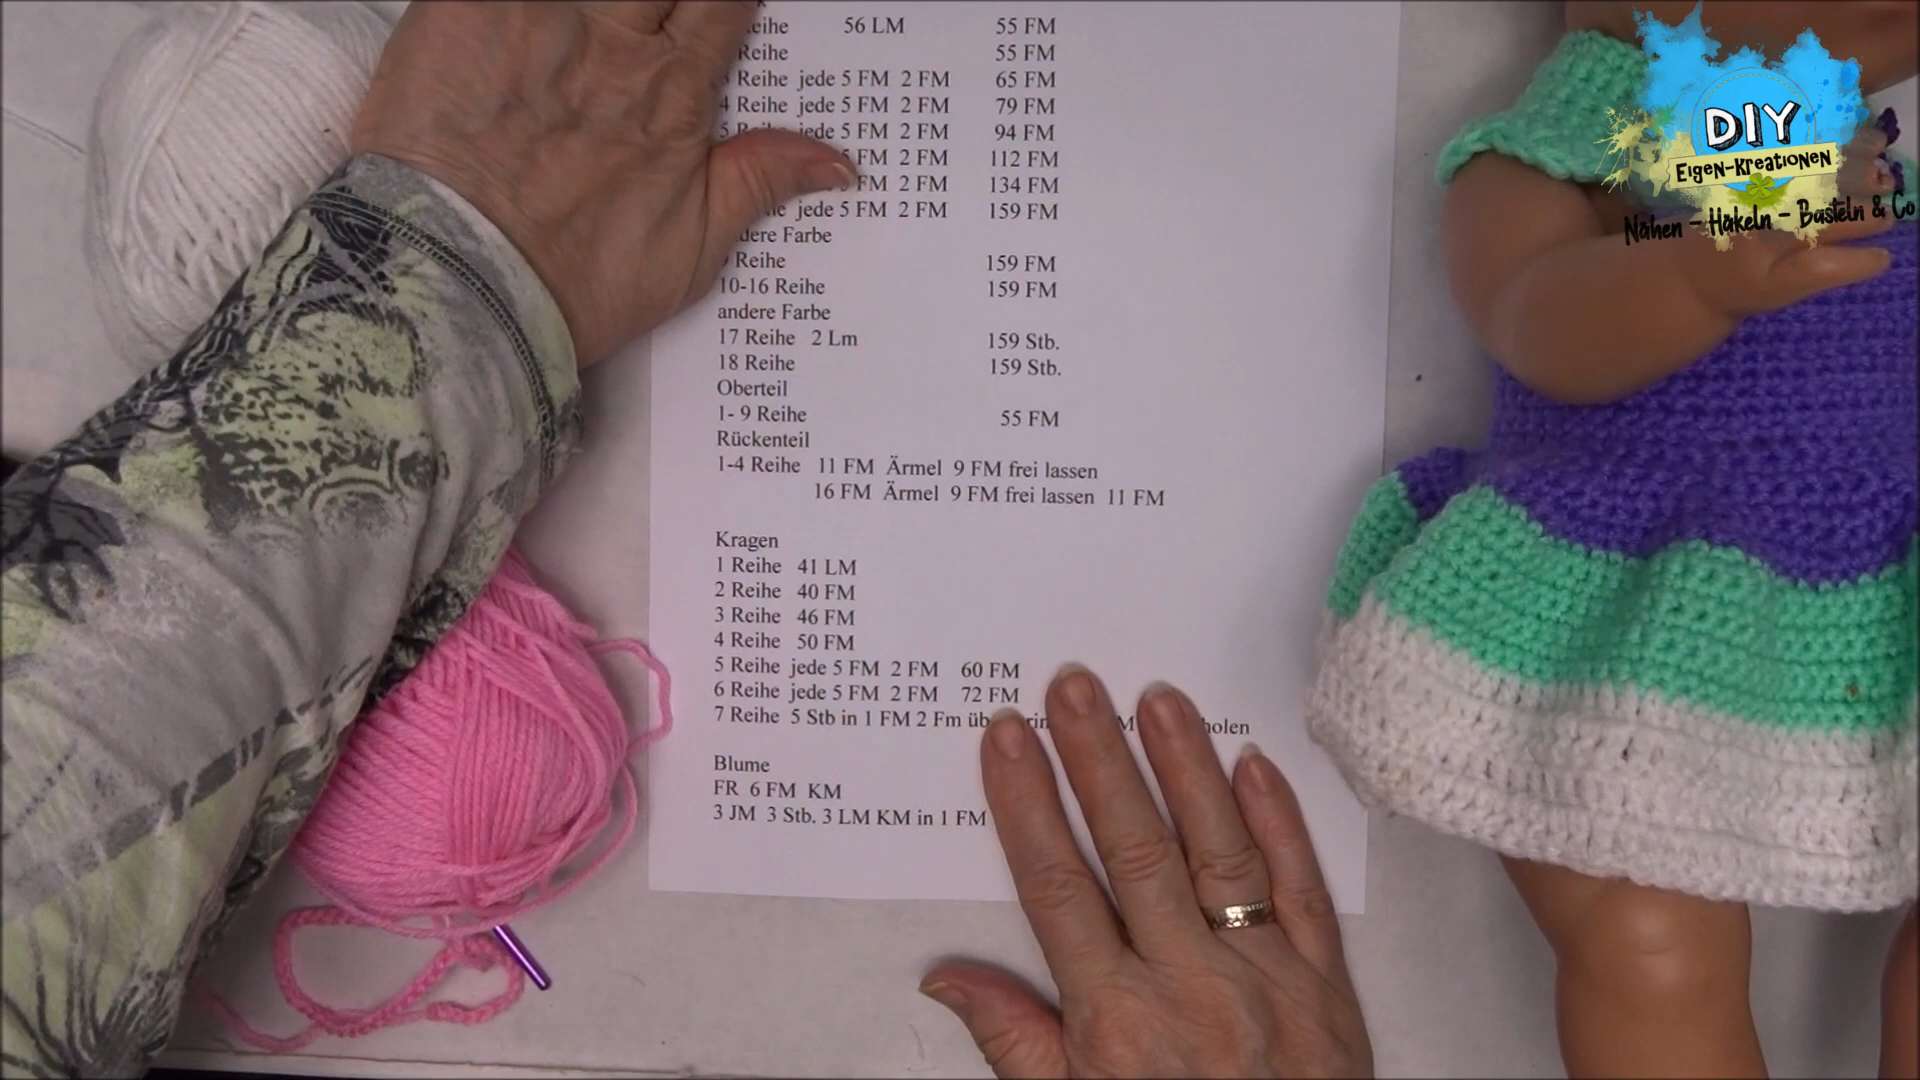 56 LM 55 FM
Reihe 55 FM
Reihe jede 5 FM 2 FM 65 FM
4 Reihe jede 5 FM 2 FM 79 FM
5 Reihe jede 5 FM 2 FM 94 FM
5 FM 2 FM 112 FM
FM 2 FM 134 FM
jede 5 FM 2 FM 159 FM
Farbe
Reihe 159 FM
10-16 Reihe 159 FM
andere Farbe
17 Reihe 2 Lm 159 Stb.
18 Reihe 159 Stb.
Oberteil
1- 9 Reihe 55 FM
Rückenteil
1-4 Reihe 11 FM Ärmel 9 FM frei lassen
16 FM Ärmel 9 FM frei lassen 11 FM
Kragen
1 Reihe 41 LM
2 Reihe 40 FM
3 Reihe 46 FM
4 Reihe 50 FM
5 Reihe jede 5 FM 2 FM 60 FM
6 Reihe jede 5 FM 2 FM 72 FM
7 Reihe 5 Stb in 1 FM 2 Fm
Blume
FR 6 FM KM
3 JM 3 Stb. 3 LM KM in 1 FM
DIY
Eigen-Kreationen
Nähen - Häkeln - Basteln & Co